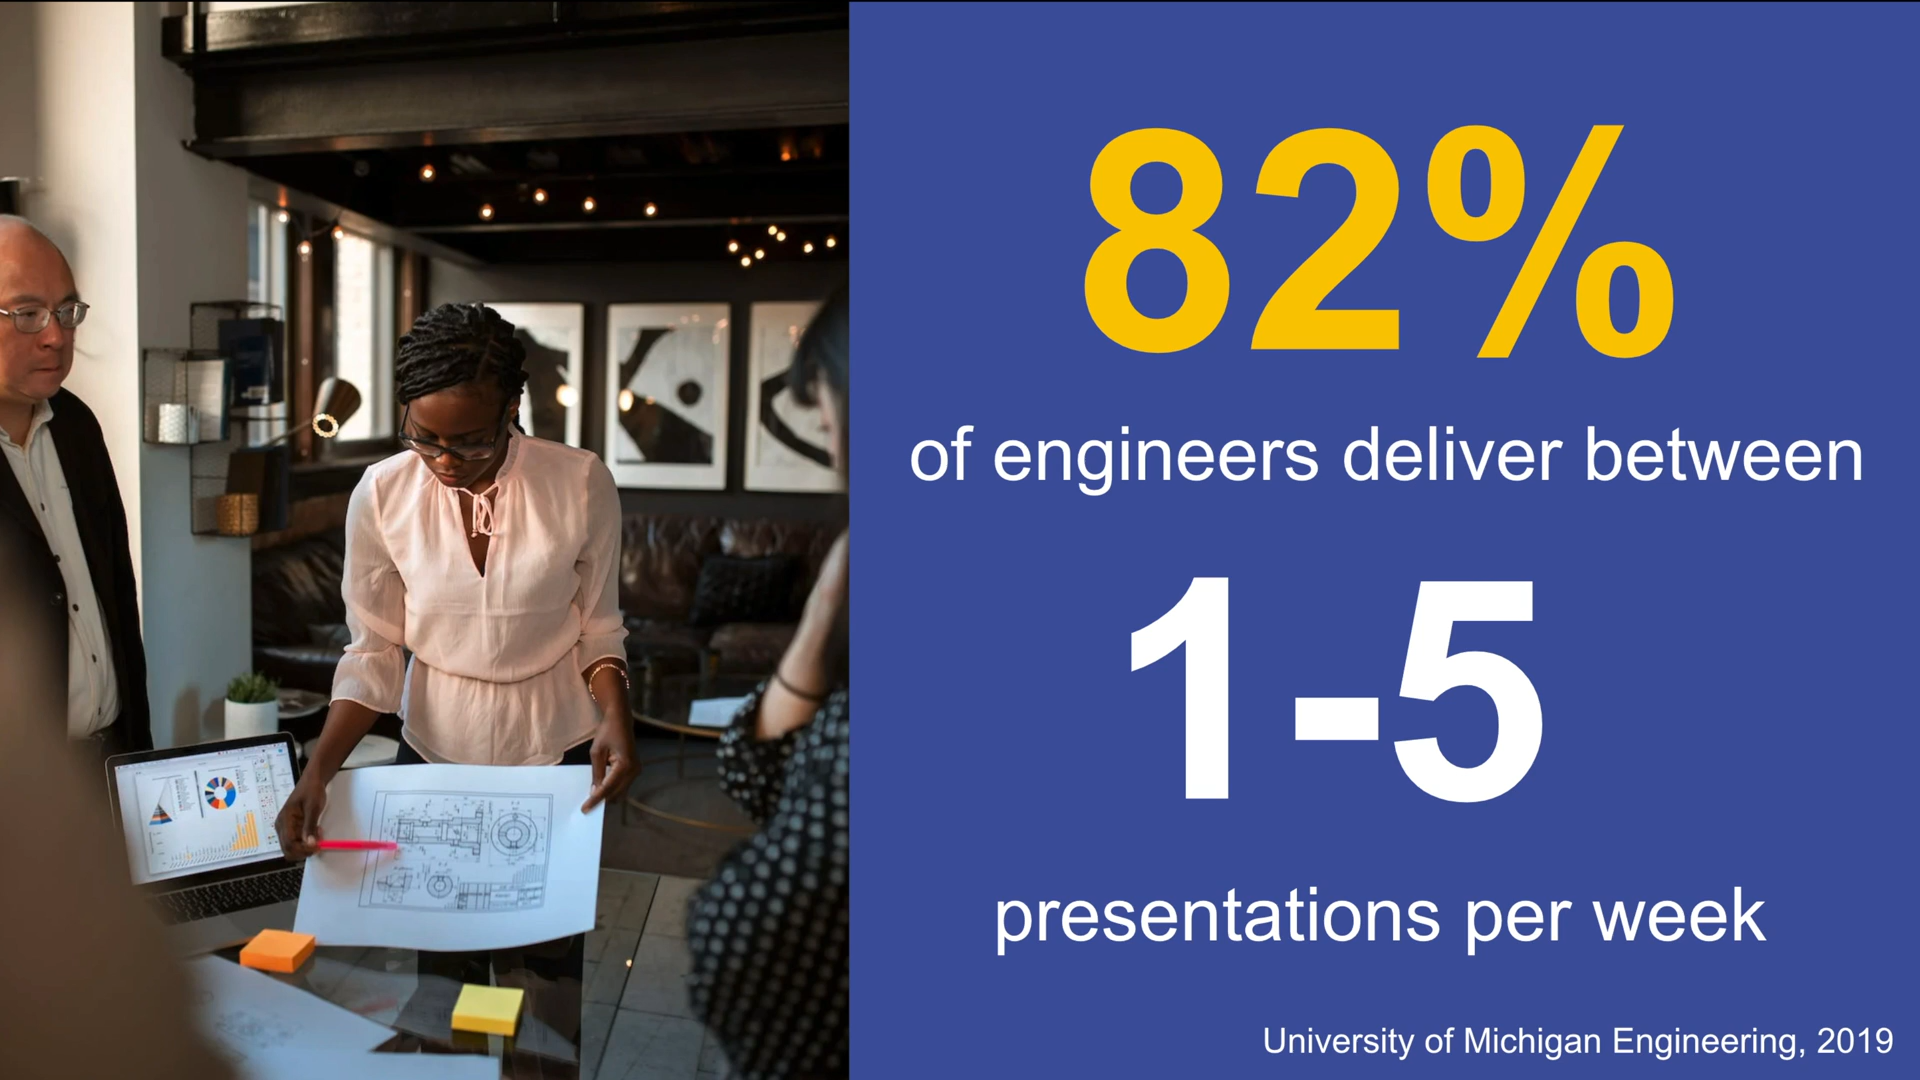 82%
of engineers deliver between
1-5
presentations per week
University of Michigan Engineering, 2019